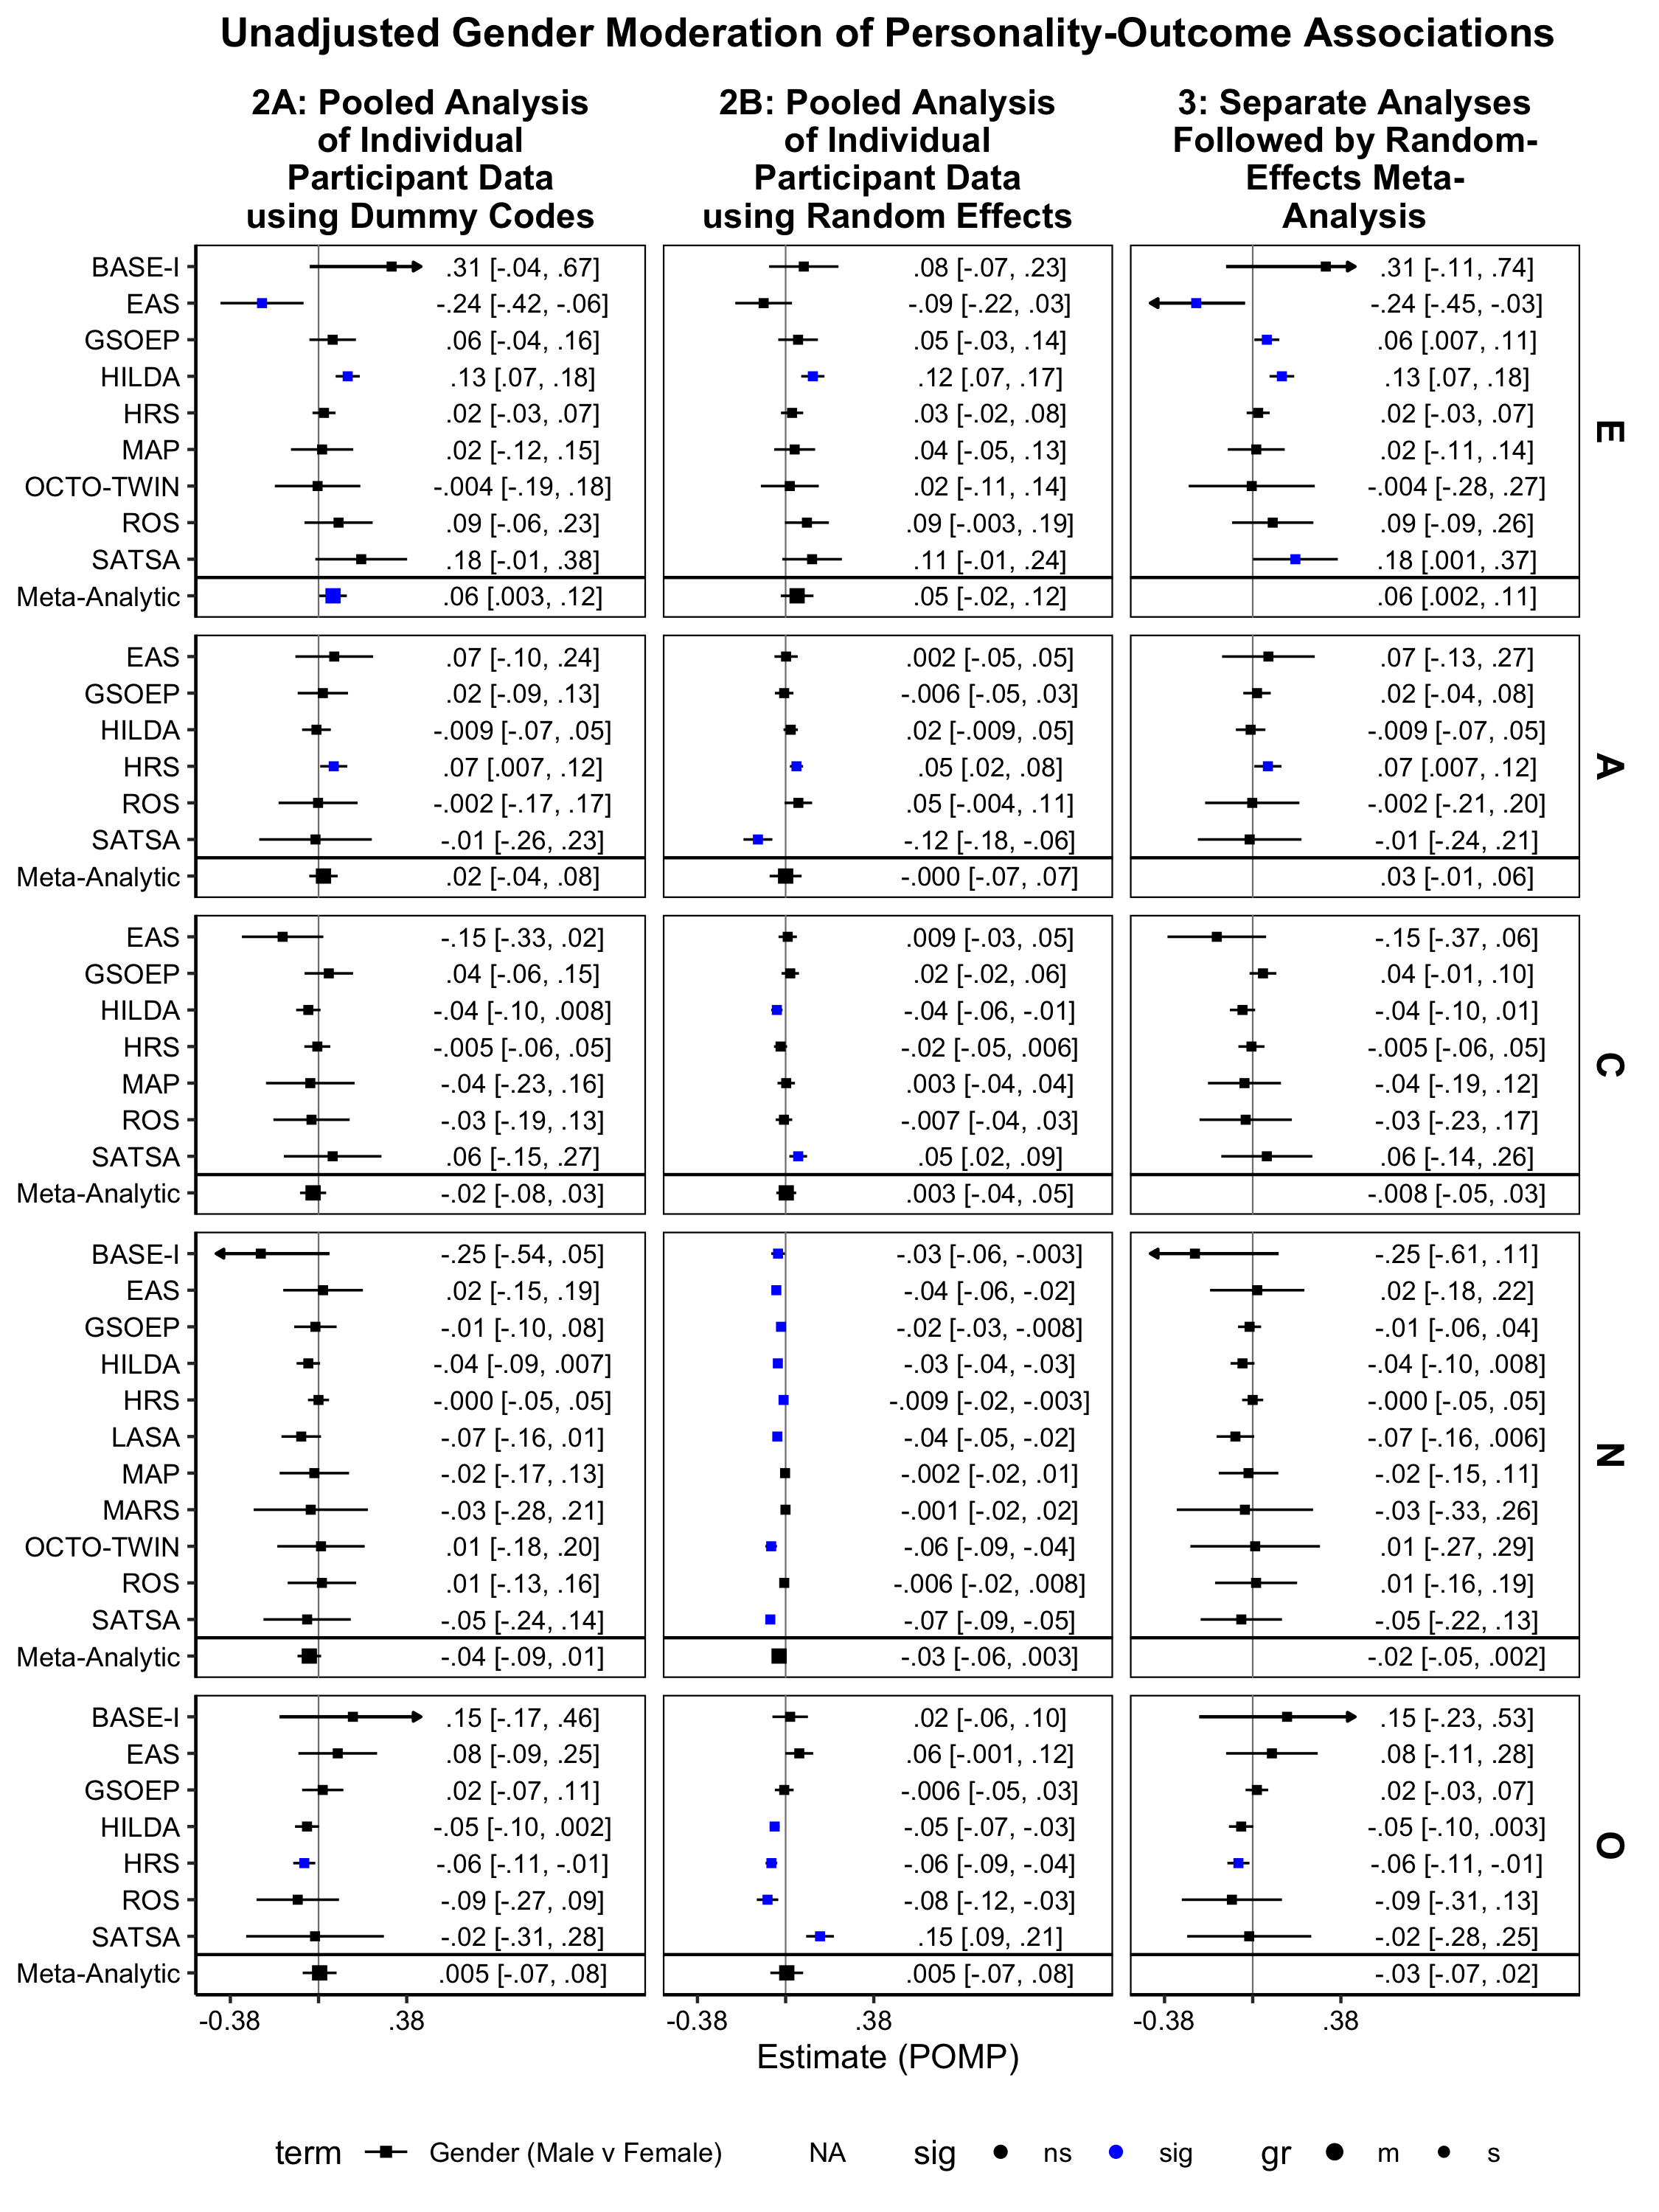 Unadjusted Gender Moderation of Personality-Outcome Associations
2A: Pooled Analysis
of Individual
Participant Data
using Dummy Codes
2B: Pooled Analysis
of Individual
Participant Data
using Random Effects
3: Separate Analyses
Followed by Random-
Effects Meta-
Analysis
BASE-I .31 [-.04, .67] .08 [-.07, .23] .31 [-.11, .74]
EAS -.24 [-.42, -.06] -.09 [-.22, .03] -.24 [-.45, -.03]
GSOEP .06 [-.04, .16] .05 [-.03, .14] .06 [.007, .11]
HILDA .13 [.07, .18] .12 [.07, .17] .13 [.07, .18]
HRS .02 [-.03, .07] .03 [-.02, .08] .02 [-.03, .07]
E
MAP .02 [-.12, .15] .04 [-.05, .13] .02 [-.11, .14]
OCTO-TWIN -.004 [-.19, .18] .02 [-.11, .14] -.004 [-.28, .27]
ROS .09 [-.06, .23] .09 [-.003, .19] .09 [-.09, .26]
SATSA .18 [-.01, .38] .11 [-.01, .24] .18 [.001, .37]
Meta-Analytic .06 [.003, .12] .05 [-.02, .12] .06 [.002, .11]
EAS .07 [-.10, .24] .002 [-.05, .05] .07 [-.13, .27]
GSOEP .02 [-.09, .13] -.006 [-.05, .03] .02 [-.04, .08]
HILDA -.009 [-.07, .05] .02 [-.009, .05] -.009 [-.07, .05]
HRS .07 [.007, .12] .05 [.02, .08] .07 [.007, .12]
A
ROS -.002 [-.17, .17] .05 [-.004, .11] -.002 [-.21, .20]
SATSA -.01 [-.26, .23] -.12 [-.18, -.06] -.01 [-.24, .21]
Meta-Analytic .02 [-.04, .08] -.000 [-.07, .07] .03 [-.01, .06]
EAS -.15 [-.33, .02] .009 [-.03, .05] -.15 [-.37, .06]
GSOEP .04 [-.06, .15] .02 [-.02, .06] .04 [-.01, .10]
HILDA -.04 [-.10, .008] -.04 [-.06, -.01] -.04 [-.10, .01]
HRS -.005 [-.06, .05] -.02 [-.05, .006] -.005 [-.06, .05]
C
MAP -.04 [-.23, .16] .003 [-.04, .04] -.04 [-.19, .12]
ROS -.03 [-.19, .13] -.007 [-.04, .03] -.03 [-.23, .17]
SATSA .06 [-.15, .27] .05 [.02, .09] .06 [-.14, .26]
Meta-Analytic -.02 [-.08, .03] .003 [-.04, .05] -.008 [-.05, .03]
BASE-I -.25 [-.54, .05] -.03 [-.06, -.003] -.25 [-.61, .11]
EAS .02 [-.15, .19] -.04 [-.06, -.02] .02 [-.18, .22]
GSOEP -.01 [-.10, .08] -.02 [-.03, -.008] -.01 [-.06, .04]
HILDA -.04 [-.09, .007] -.03 [-.04, -.03] -.04 [-.10, .008]
HRS -.000 [-.05, .05] -.009 [-.02, -.003] -.000 [-.05, .05]
LASA -.07 [-.16, .01] -.04 [-.05, -.02] -.07 [-.16, .006]
N
MAP -.02 [-.17, .13] -.002 [-.02, .01] -.02 [-.15, .11]
MARS -.03 [-.28, .21] -.001 [-.02, .02] -.03 [-.33, .26]
OCTO-TWIN .01 [-.18, .20] -.06 [-.09, -.04] .01 [-.27, .29]
ROS .01 [-.13, .16] -.006 [-.02, .008] .01 [-.16, .19]
SATSA -.05 [-.24, .14] -.07 [-.09, -.05] -.05 [-.22, .13]
Meta-Analytic -.04 [-.09, .01] -.03 [-.06, .003] -.02 [-.05, .002]
BASE-I .15 [-.17, .46] .02 [-.06, .10] .15 [-.23, .53]
EAS .08 [-.09, .25] .06 [-.001, .12] .08 [-.11, .28]
GSOEP .02 [-.07, .11] -.006 [-.05, .03] .02 [-.03, .07]
HILDA -.05 [-.10, .002] -.05 [-.07, -.03] -.05 [-.10, .003]
O
HRS -.06 [-.11, -.01] -.06 [-.09, -.04] -.06 [-.11, -.01]
ROS -.09 [-.27, .09] -.08 [-.12, -.03] -.09 [-.31, .13]
SATSA -.02 [-.31, .28] .15 [.09, .21] -.02 [-.28, .25]
Meta-Analytic .005 [-.07, .08] .005 [-.07, .08] -.03 [-.07, .02]
-0.38 .38 -0.38 .38 -0.38 .38
Estimate (POMP)
term Gender (Male v Female) NA sig ns sig gr m s